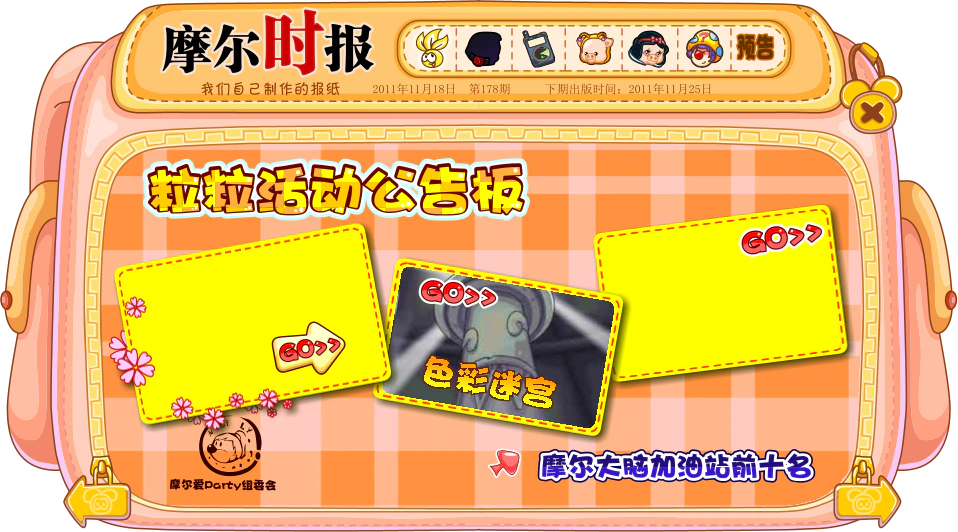 摩尔时报
预告
我们自己制作的报纸 2011年11月18日 第178期 下期出版时间：2011年11月25日
粒粒活动公告板
GO>>
GO>>
色彩迷宫
GO>>
摩尔爱Party组委会
摩尔大脑加油站前十名